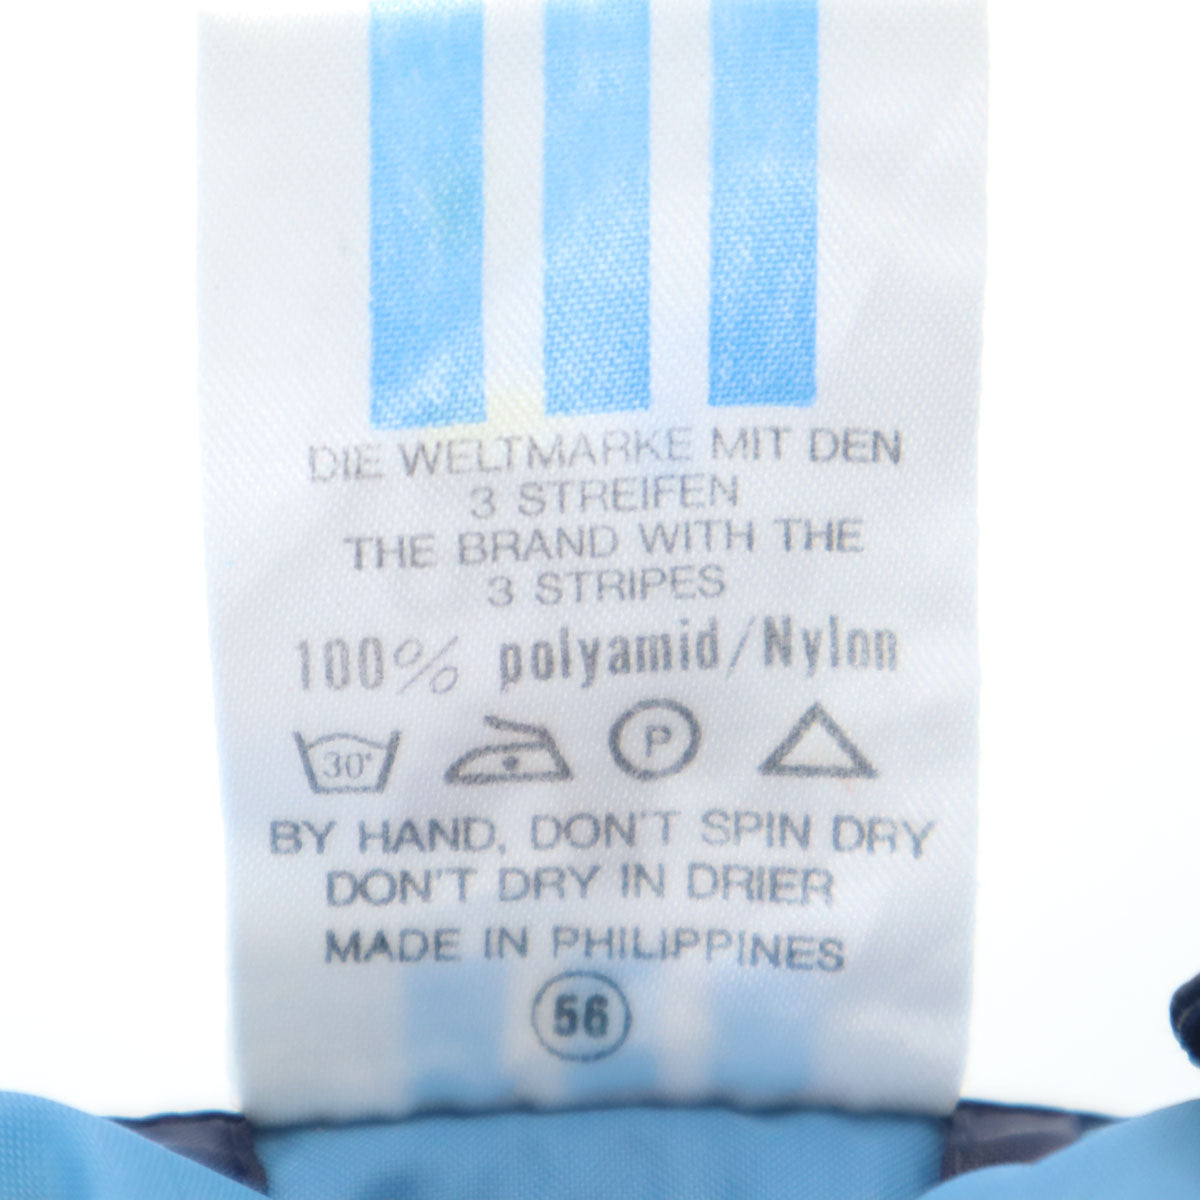 DIE WELTMARKE MIT DEN
3 STREIFEN
THE BRAND WITH THE
3 STRIPES
100% polyamid/Nylon
30° P
BY HAND, DON'T SPIN DRY
DON'T DRY IN DRIER
MADE IN PHILIPPINES
56